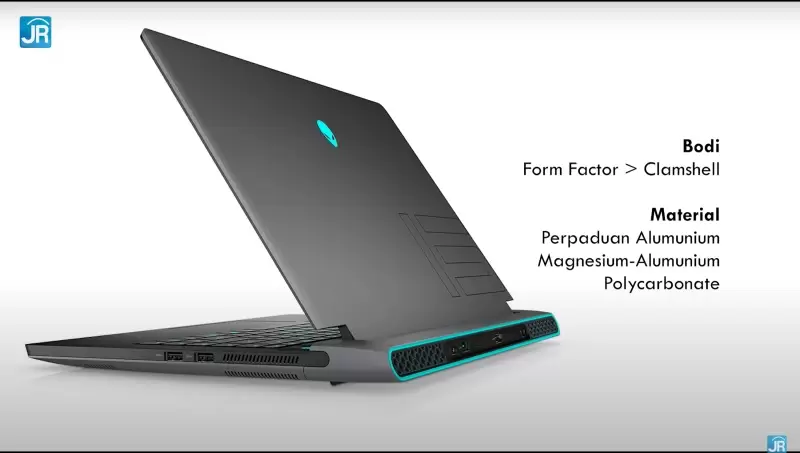 JR
Bodi
Form Factor > Clamshell
Material
Perpaduan Alumunium
Magnesium-Alumunium
Polycarbonate
JR